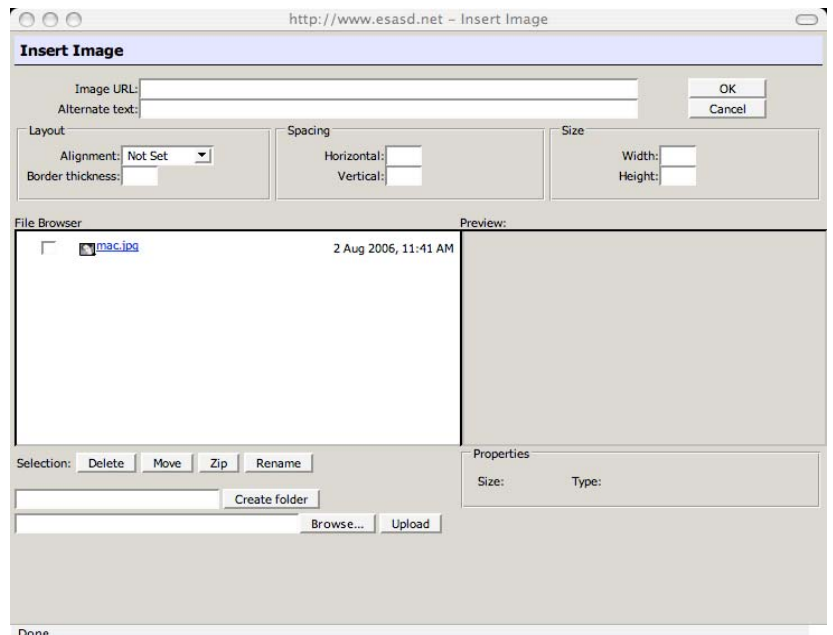 http://www.esasd.net – Insert Image
Insert Image
Image URL:
OK
Alternate text:
Cancel
Layout
Spacing
Size
Alignment: Not Set
Horizontal:
Width:
Border thickness:
Vertical:
Height:
File Browser
Preview:
mac.jpg
2 Aug 2006, 11:41 AM
Selection: Delete Move Zip Rename
Properties
Size: Type:
Create folder
Browse... Upload
Done